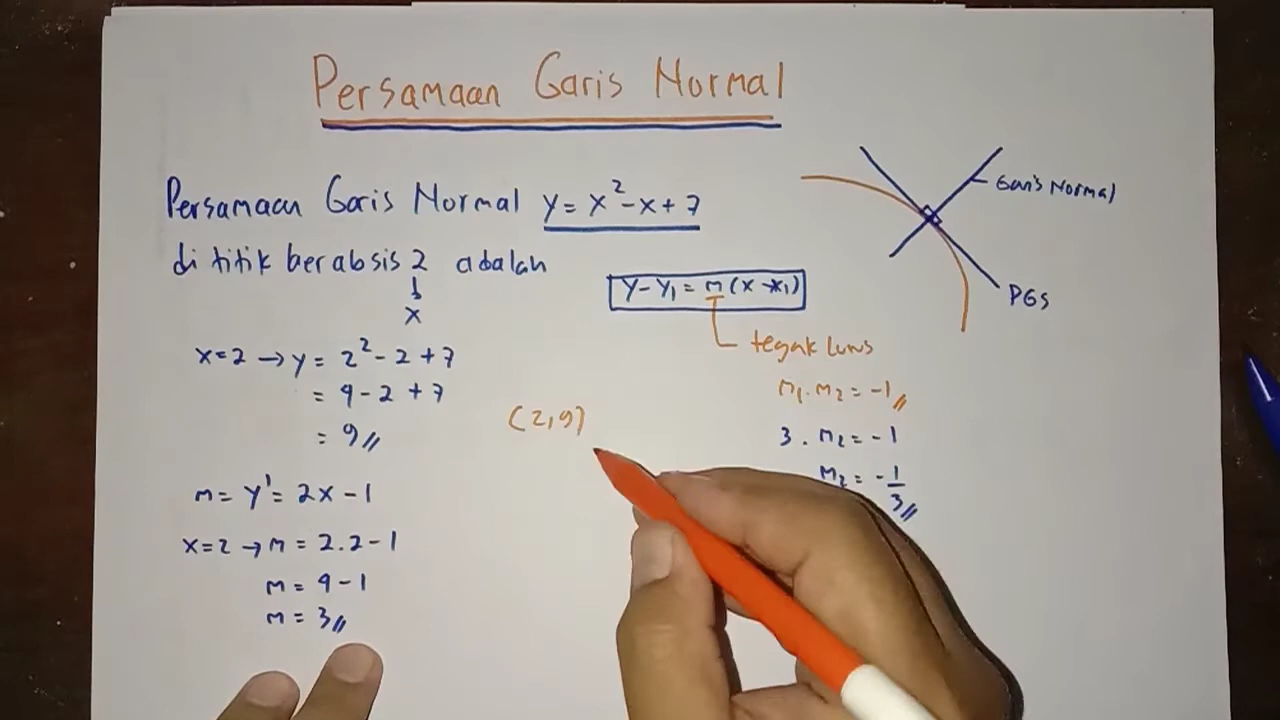 Persamaan Garis Normal
Persamaan Garis Normal y = x² - x + 7
di titik berabsis 2 adalah
x
x=2 → y = 2² - 2 + 7
= 4 - 2 + 7
= 9 //
m = y' = 2x - 1
x=2 → m = 2.2 - 1
m = 4 - 1
m = 3 //
(2,9)
y - y₁ = m (x - x₁)
tegak lurus
m₁ . m₂ = -1 //
3 . m₂ = -1
m₂ = -1/3 //
Garis Normal
PGS